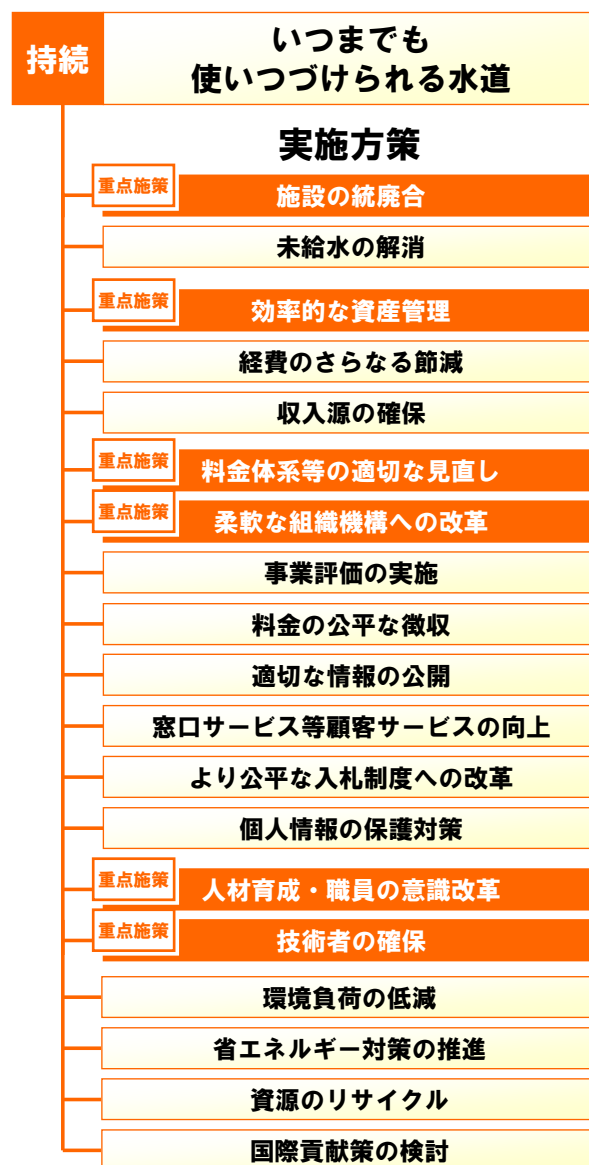 持続
いつまでも
使いつづけられる水道
実施方策
重点施策
施設の統廃合
未給水の解消
重点施策
効率的な資産管理
経費のさらなる節減
収入源の確保
重点施策
料金体系等の適切な見直し
重点施策
柔軟な組織機構への改革
事業評価の実施
料金の公平な徴収
適切な情報の公開
窓口サービス等顧客サービスの向上
より公平な入札制度への改革
個人情報の保護対策
重点施策
人材育成・職員の意識改革
重点施策
技術者の確保
環境負荷の低減
省エネルギー対策の推進
資源のリサイクル
国際貢献策の検討